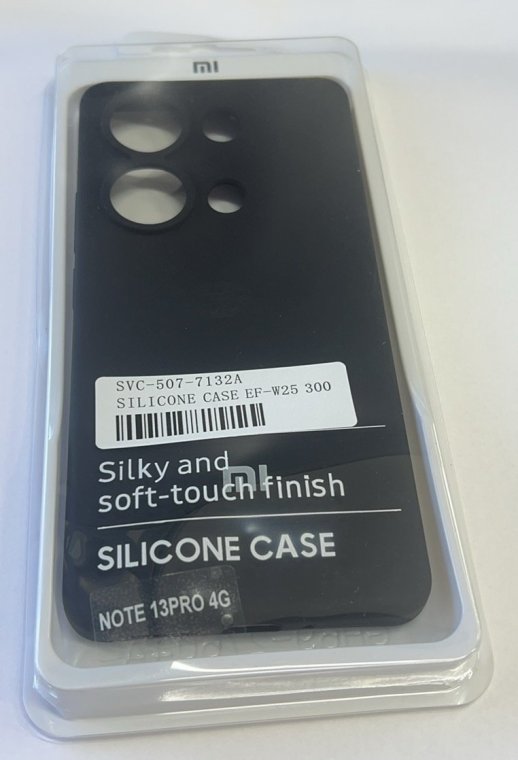 mi
SVC-507-7132A
SILICONE CASE EF-W25 300
Silky and
soft-touch finish
mi
SILICONE CASE
NOTE 13PRO 4G